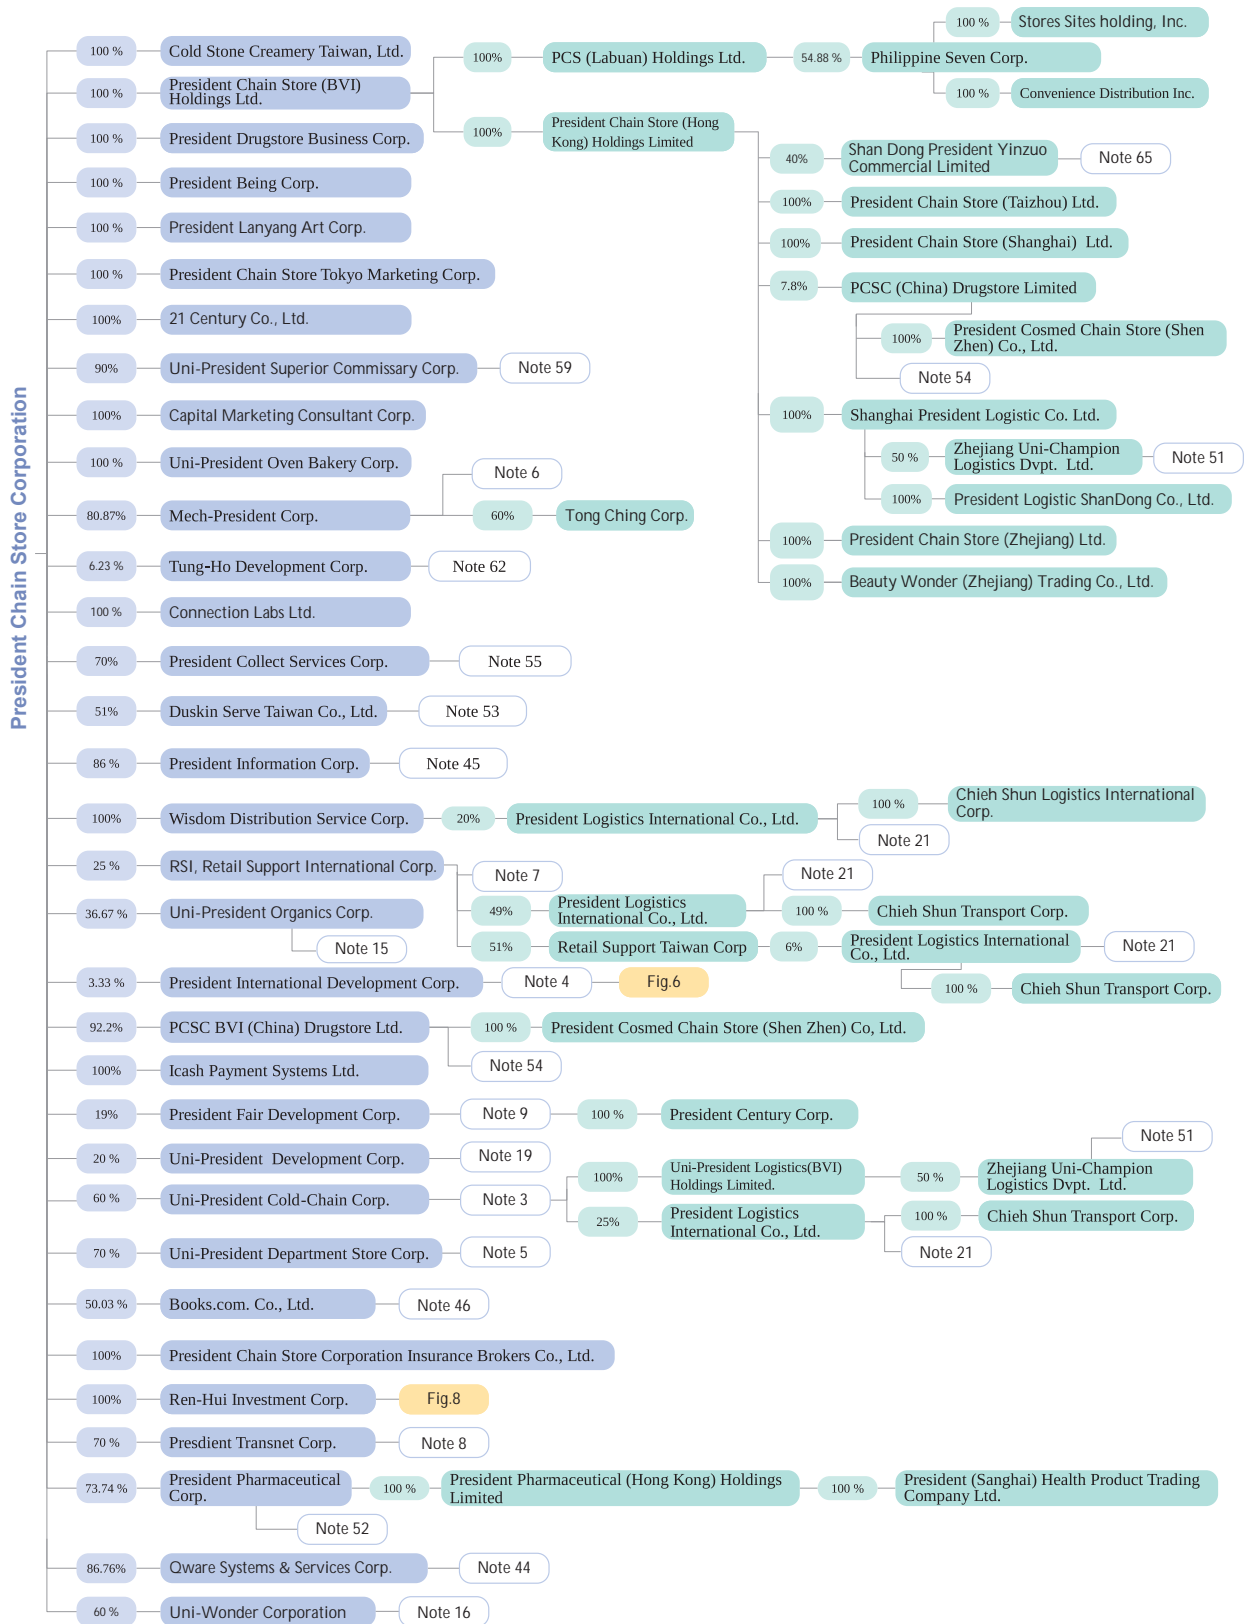 President Chain Store Corporation
100 %
Cold Stone Creamery Taiwan, Ltd.
100 %
President Chain Store (BVI)
Holdings Ltd.
100%
PCS (Labuan) Holdings Ltd.
54.88 %
Philippine Seven Corp.
100 %
Stores Sites holding, Inc.
100 %
Convenience Distribution Inc.
100%
President Chain Store (Hong
Kong) Holdings Limited
40%
Shan Dong President Yinzuo
Commercial Limited
Note 65
100%
President Chain Store (Taizhou) Ltd.
100%
President Chain Store (Shanghai) Ltd.
7.8%
PCSC (China) Drugstore Limited
100%
President Cosmed Chain Store (Shen
Zhen) Co., Ltd.
Note 54
100%
Shanghai President Logistic Co. Ltd.
50 %
Zhejiang Uni-Champion
Logistics Dvpt. Ltd.
Note 51
100%
President Logistic ShanDong Co., Ltd.
100%
President Chain Store (Zhejiang) Ltd.
100%
Beauty Wonder (Zhejiang) Trading Co., Ltd.
100 %
President Drugstore Business Corp.
100 %
President Being Corp.
100 %
President Lanyang Art Corp.
100 %
President Chain Store Tokyo Marketing Corp.
100%
21 Century Co., Ltd.
90%
Uni-President Superior Commissary Corp.
Note 59
100%
Capital Marketing Consultant Corp.
100 %
Uni-President Oven Bakery Corp.
80.87%
Mech-President Corp.
Note 6
60%
Tong Ching Corp.
6.23 %
Tung-Ho Development Corp.
Note 62
100 %
Connection Labs Ltd.
70%
President Collect Services Corp.
Note 55
51%
Duskin Serve Taiwan Co., Ltd.
Note 53
86 %
President Information Corp.
Note 45
100%
Wisdom Distribution Service Corp.
20%
President Logistics International Co., Ltd.
100 %
Chieh Shun Logistics International
Corp.
Note 21
25 %
RSI, Retail Support International Corp.
Note 7
49%
President Logistics
International Co., Ltd.
Note 21
100 %
Chieh Shun Transport Corp.
51%
Retail Support Taiwan Corp
6%
President Logistics International
Co., Ltd.
Note 21
100 %
Chieh Shun Transport Corp.
36.67 %
Uni-President Organics Corp.
Note 15
3.33 %
President International Development Corp.
Note 4
Fig.6
92.2%
PCSC BVI (China) Drugstore Ltd.
100 %
President Cosmed Chain Store (Shen Zhen) Co, Ltd.
Note 54
100%
Icash Payment Systems Ltd.
19%
President Fair Development Corp.
Note 9
100 %
President Century Corp.
20 %
Uni-President Development Corp.
Note 19
60 %
Uni-President Cold-Chain Corp.
Note 3
100%
Uni-President Logistics(BVI)
Holdings Limited.
50 %
Zhejiang Uni-Champion
Logistics Dvpt. Ltd.
Note 51
25%
President Logistics
International Co., Ltd.
100 %
Chieh Shun Transport Corp.
Note 21
70 %
Uni-President Department Store Corp.
Note 5
50.03 %
Books.com. Co., Ltd.
Note 46
100%
President Chain Store Corporation Insurance Brokers Co., Ltd.
100%
Ren-Hui Investment Corp.
Fig.8
70 %
Presdient Transnet Corp.
Note 8
73.74 %
President Pharmaceutical
Corp.
100 %
President Pharmaceutical (Hong Kong) Holdings
Limited
100 %
President (Sanghai) Health Product Trading
Company Ltd.
Note 52
86.76%
Qware Systems & Services Corp.
Note 44
60 %
Uni-Wonder Corporation
Note 16